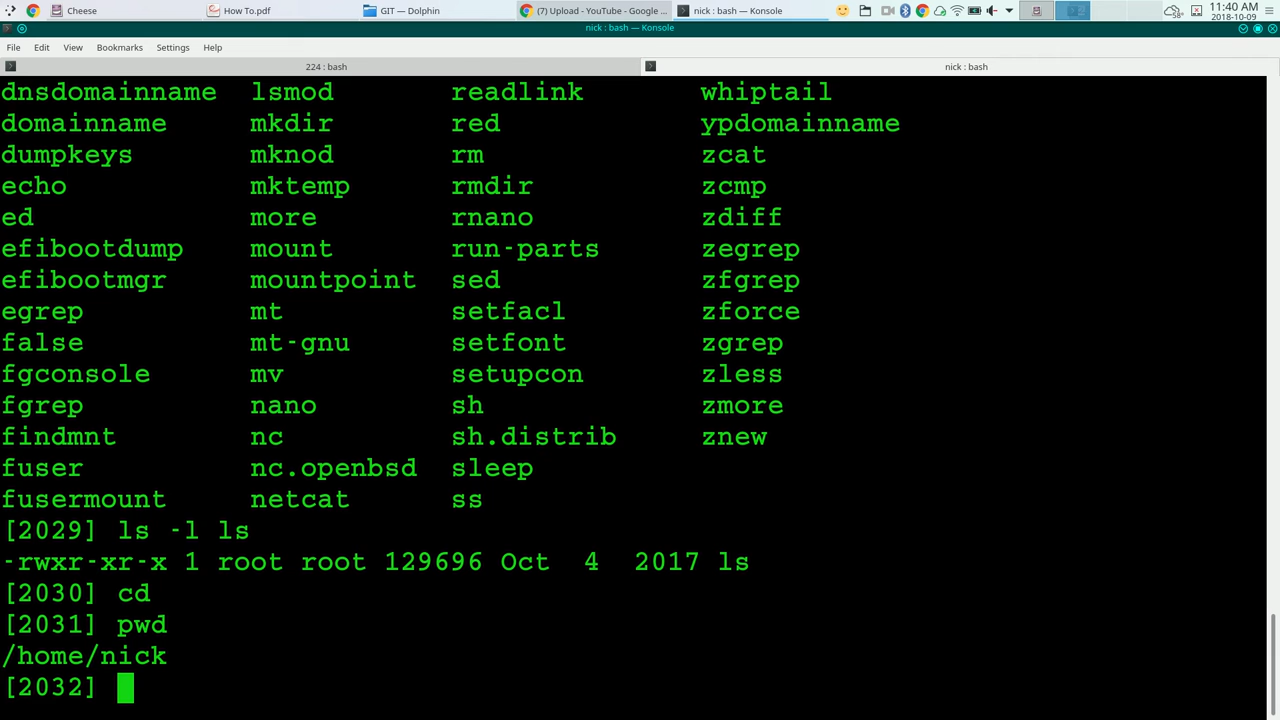 Cheese
How To.pdf
GIT — Dolphin
(7) Upload - YouTube - Google ...
nick : bash — Konsole
58°
11:40 AM
2018-10-09
nick : bash — Konsole
File Edit View Bookmarks Settings Help
224 : bash
nick : bash
dnsdomainname lsmod readlink whiptail
domainname mkdir red ypdomainname
dumpkeys mknod rm zcat
echo mktemp rmdir zcmp
ed more rnano zdiff
efibootdump mount run-parts zegrep
efibootmgr mountpoint sed zfgrep
egrep mt setfacl zforce
false mt-gnu setfont zgrep
fgconsole mv setupcon zless
fgrep nano sh zmore
findmnt nc sh.distrib znew
fuser nc.openbsd sleep
fusermount netcat ss
[2029] ls -l ls
-rwxr-xr-x 1 root root 129696 Oct 4 2017 ls
[2030] cd
[2031] pwd
/home/nick
[2032]